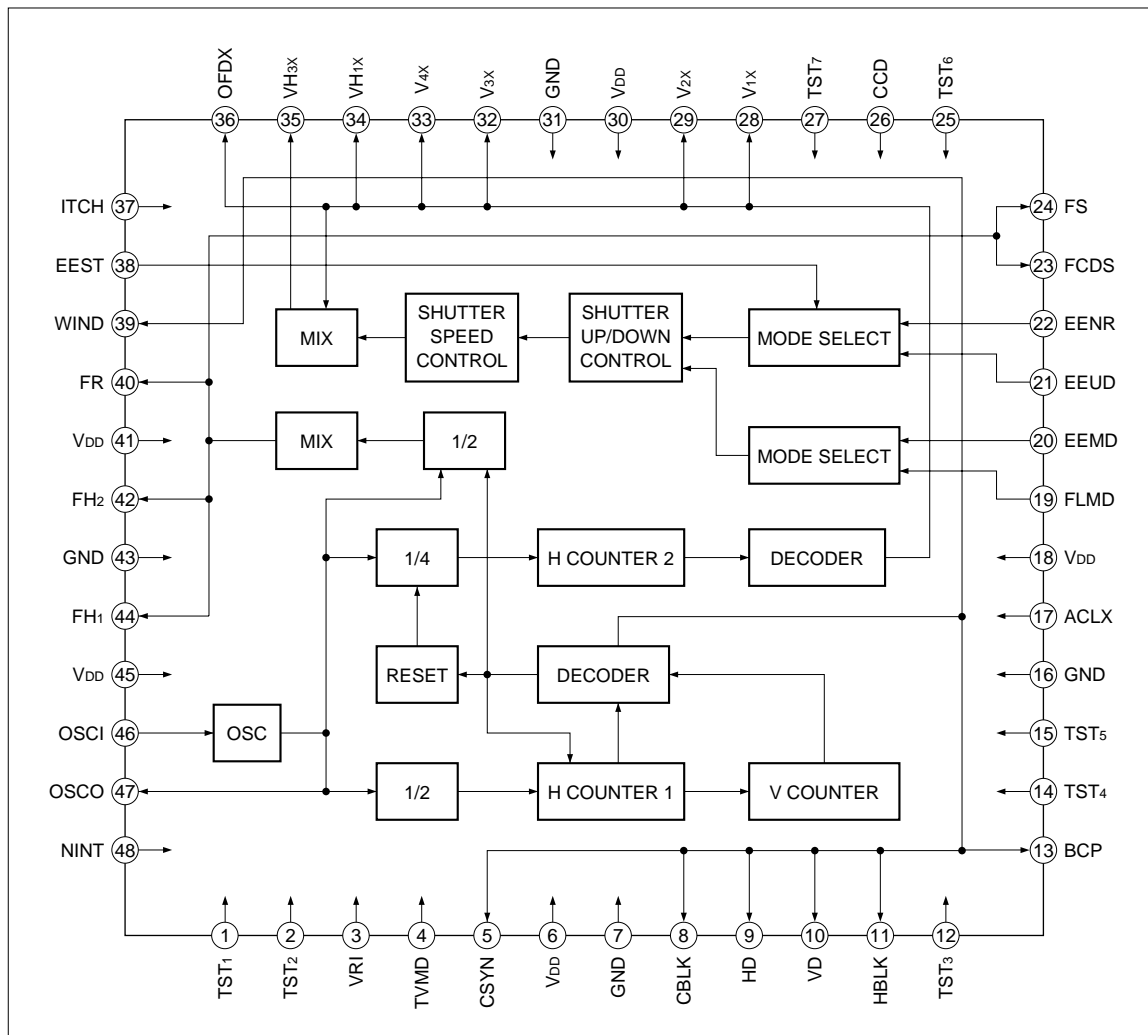 OFDX
VH3X
VH1X
V4X
V3X
GND
VDD
V2X
V1X
TST7
CCD
TST6
36 35 34 33 32 31 30 29 28 27 26 25
ITCH 37
24 FS
EEST 38
23 FCDS
WIND 39
MIX
SHUTTER
SPEED
CONTROL
SHUTTER
UP/DOWN
CONTROL
MODE SELECT
22 EENR
FR 40
21 EEUD
VDD 41
MIX
1/2
MODE SELECT
20 EEMD
FH2 42
19 FLMD
GND 43
1/4
H COUNTER 2
DECODER
18 VDD
FH1 44
17 ACLX
VDD 45
RESET
DECODER
16 GND
OSCI 46
OSC
15 TST5
OSCO 47
1/2
H COUNTER 1
V COUNTER
14 TST4
NINT 48
13 BCP
1 2 3 4 5 6 7 8 9 10 11 12
TST1
TST2
VRI
TVMD
CSYN
VDD
GND
CBLK
HD
VD
HBLK
TST3